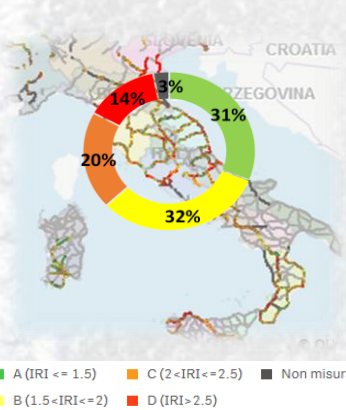 CROATIA
3%
14%
31%
20%
32%
A (IRI <= 1.5)
C (2<IRI<=2.5)
Non misur
B (1.5<IRI<=2)
D (IRI>2.5)